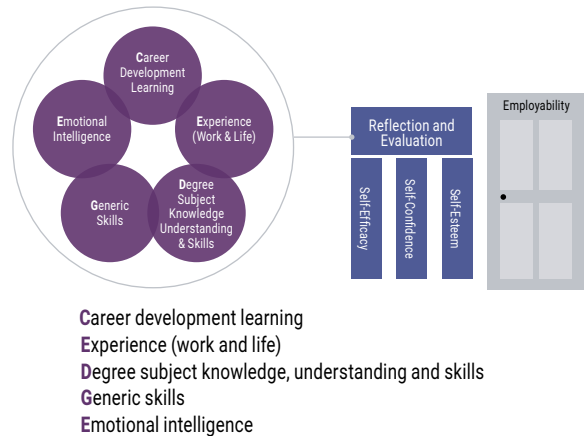 Career
Development
Learning
Emotional
Intelligence
Experience
(Work & Life)
Generic
Skills
Degree
Subject
Knowledge
Understanding
& Skills
Reflection and
Evaluation
Self-Efficacy
Self-Confidence
Self-Esteem
Employability
Career development learning
Experience (work and life)
Degree subject knowledge, understanding and skills
Generic skills
Emotional intelligence